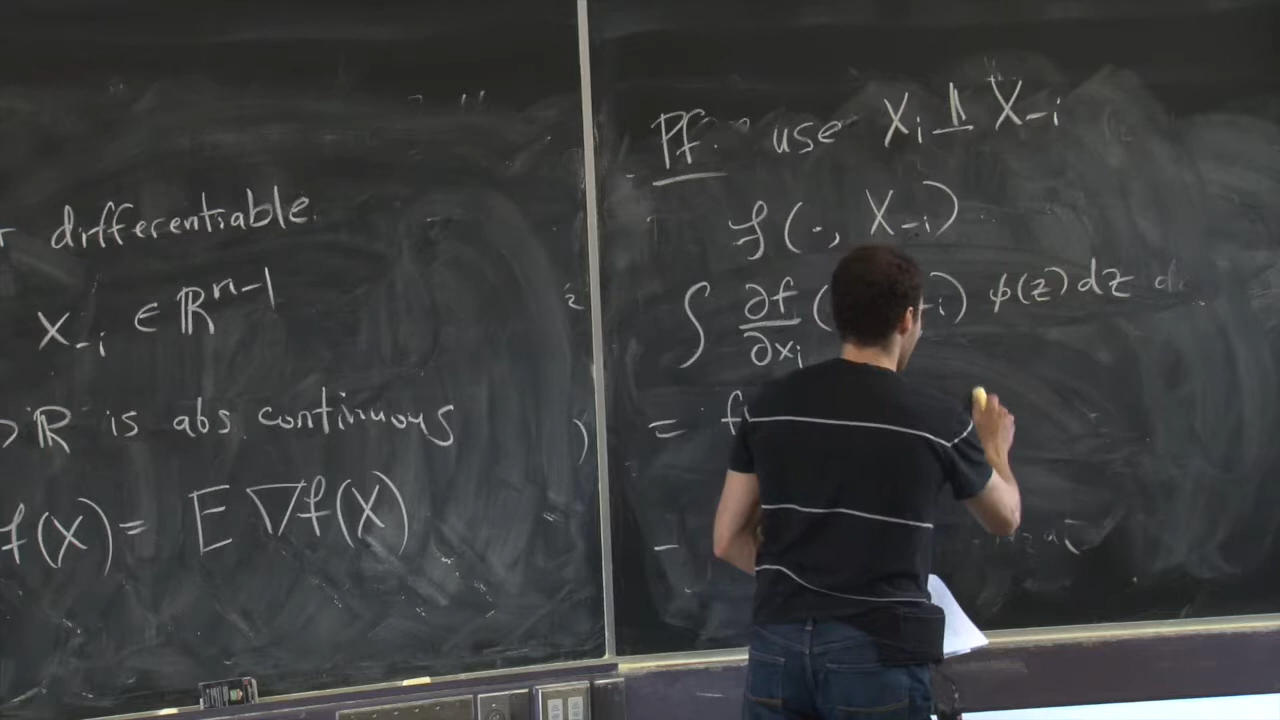 differentiable
X₋ᵢ ∈ ℝⁿ⁻¹
ℝ is abs continuous
f(X) = E ∇f(X)
Pf: use Xᵢ ⫫ X₋ᵢ
f(·, X₋ᵢ)
∫ ∂f/∂xᵢ ( ₋ᵢ) φ(z) dz
= f